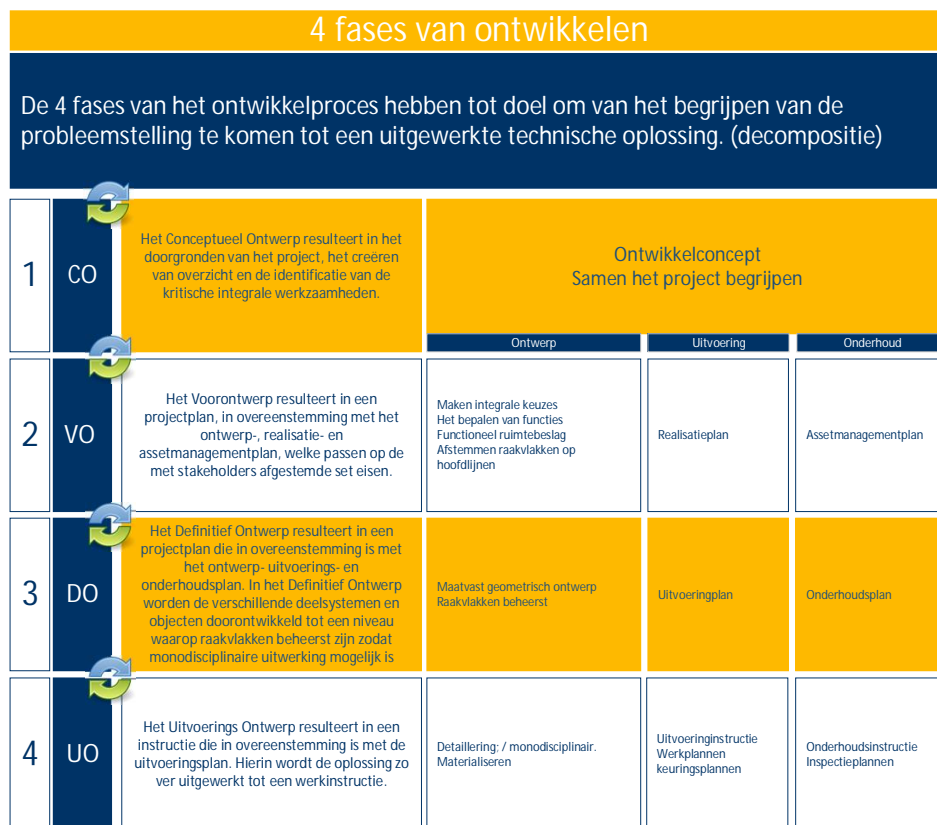 4 fases van ontwikkelen
De 4 fases van het ontwikkelproces hebben tot doel om van het begrijpen van de
probleemstelling te komen tot een uitgewerkte technische oplossing. (decompositie)
1
CO
Het Conceptueel Ontwerp resulteert in het
doorgronden van het project, het creëren
van overzicht en de identificatie van de
kritische integrale werkzaamheden.
Ontwikkelconcept
Samen het project begrijpen
Ontwerp
Uitvoering
Onderhoud
2
VO
Het Voorontwerp resulteert in een
projectplan, in overeenstemming met het
ontwerp-, realisatie- en
assetmanagementplan, welke passen op de
met stakeholders afgestemde set eisen.
Maken integrale keuzes
Het bepalen van functies
Functioneel ruimtebeslag
Afstemmen raakvlakken op
hoofdlijnen
Realisatieplan
Assetmanagementplan
3
DO
Het Definitief Ontwerp resulteert in een
projectplan die in overeenstemming is met
het ontwerp- uitvoerings- en
onderhoudsplan. In het Definitief Ontwerp
worden de verschillende deelsystemen en
objecten doorontwikkeld tot een niveau
waarop raakvlakken beheerst zijn zodat
monodisciplinaire uitwerking mogelijk is
Maatvast geometrisch ontwerp
Raakvlakken beheerst
Uitvoeringplan
Onderhoudsplan
4
UO
Het Uitvoerings Ontwerp resulteert in een
instructie die in overeenstemming is met de
uitvoeringsplan. Hierin wordt de oplossing zo
ver uitgewerkt tot een werkinstructie.
Detaillering; / monodisciplinair.
Materialiseren
Uitvoeringinstructie
Werkplannen
keuringsplannen
Onderhoudsinstructie
Inspectieplannen